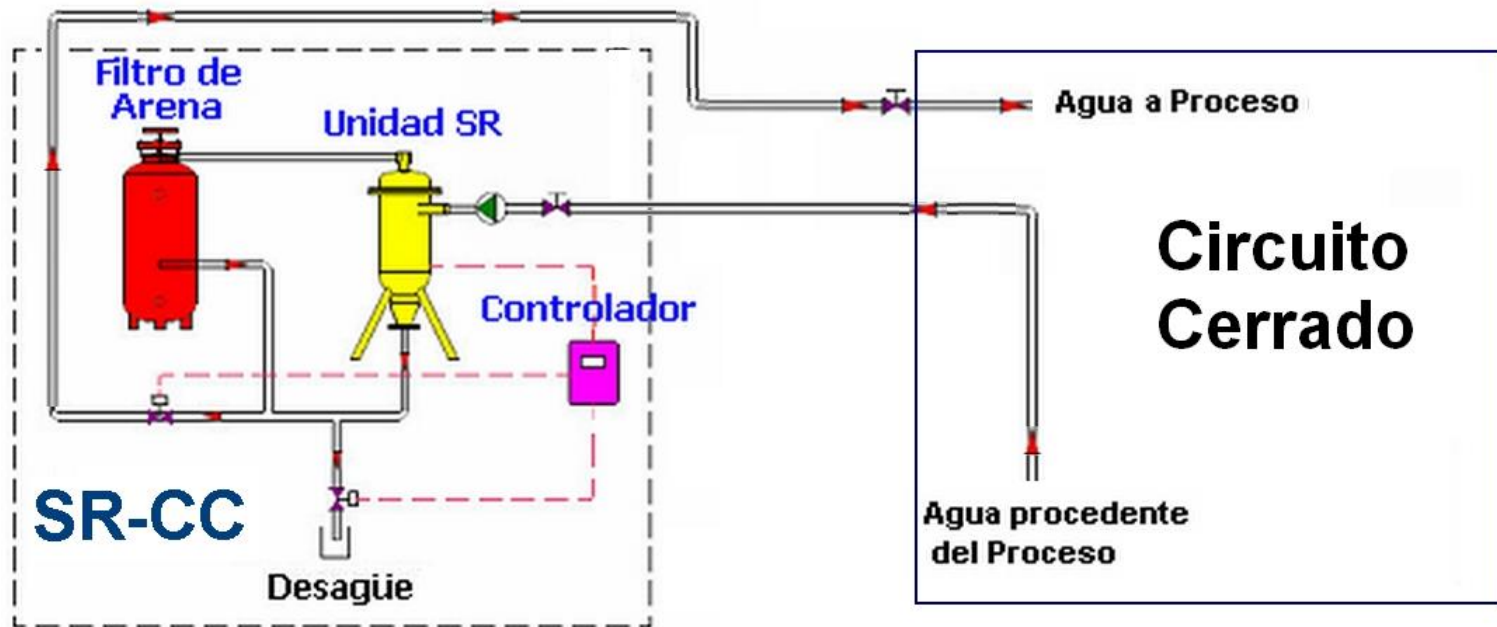 Filtro de
Arena
Unidad SR
Agua a Proceso
Circuito
Cerrado
Controlador
SR-CC
Agua procedente
del Proceso
Desagüe